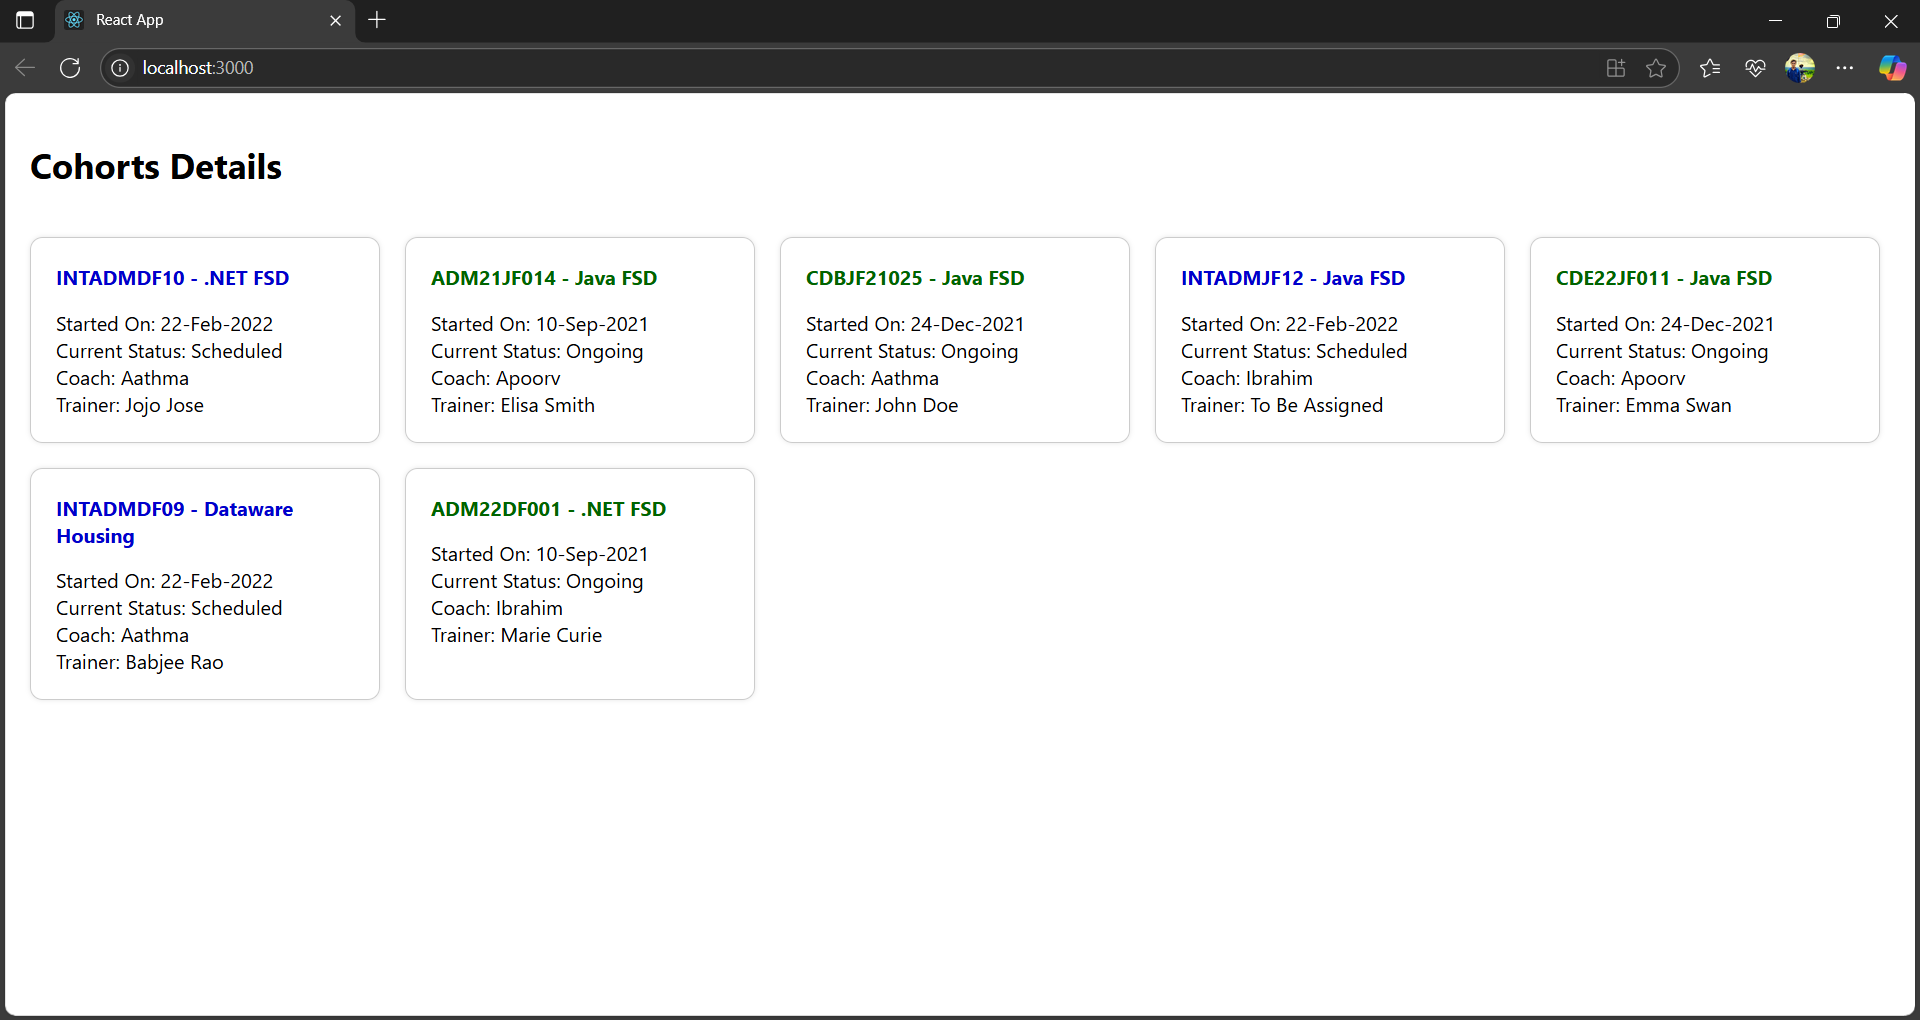 React App
localhost:3000
Cohorts Details
INTADMDF10 - .NET FSD
Started On: 22-Feb-2022
Current Status: Scheduled
Coach: Aathma
Trainer: Jojo Jose
ADM21JF014 - Java FSD
Started On: 10-Sep-2021
Current Status: Ongoing
Coach: Apoorv
Trainer: Elisa Smith
CDBJF21025 - Java FSD
Started On: 24-Dec-2021
Current Status: Ongoing
Coach: Aathma
Trainer: John Doe
INTADMJF12 - Java FSD
Started On: 22-Feb-2022
Current Status: Scheduled
Coach: Ibrahim
Trainer: To Be Assigned
CDE22JF011 - Java FSD
Started On: 24-Dec-2021
Current Status: Ongoing
Coach: Apoorv
Trainer: Emma Swan
INTADMDF09 - Dataware
Housing
Started On: 22-Feb-2022
Current Status: Scheduled
Coach: Aathma
Trainer: Babjee Rao
ADM22DF001 - .NET FSD
Started On: 10-Sep-2021
Current Status: Ongoing
Coach: Ibrahim
Trainer: Marie Curie